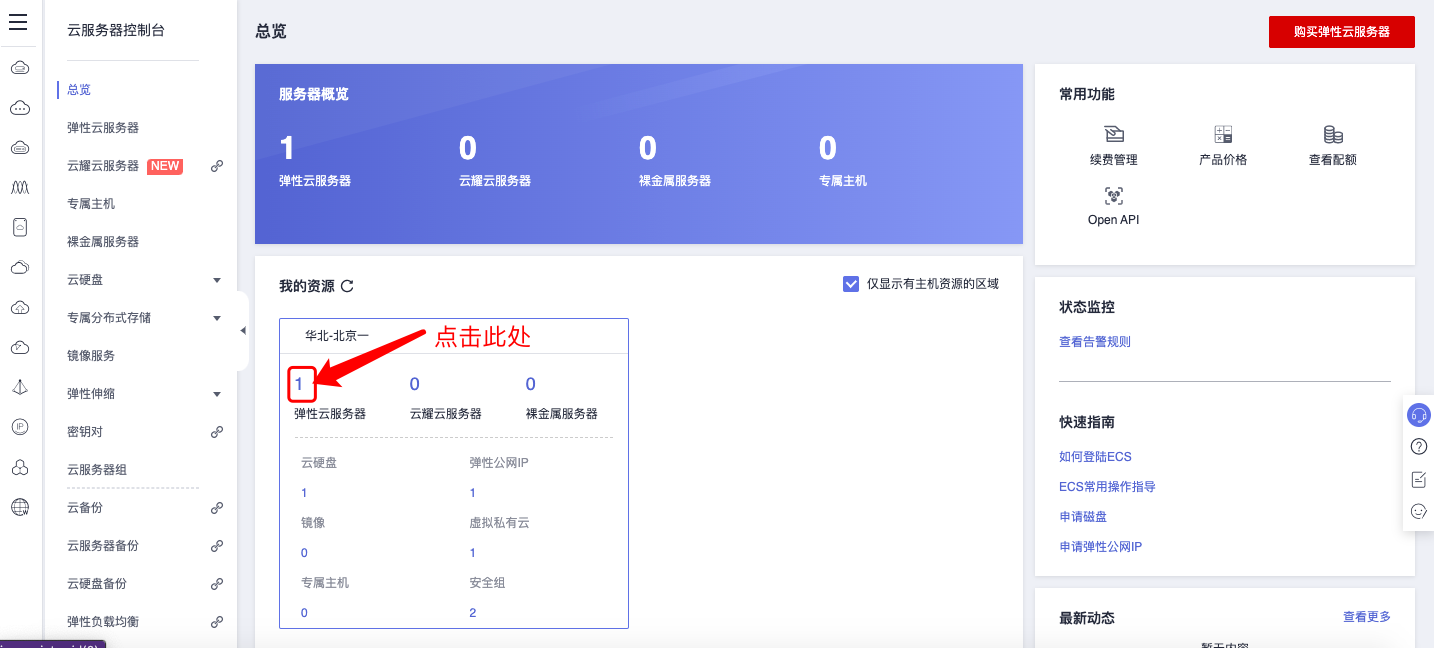 云服务器控制台
总览
弹性云服务器
云耀云服务器 NEW
专属主机
裸金属服务器
云硬盘
专属分布式存储
镜像服务
弹性伸缩
密钥对
云服务器组
云备份
云服务器备份
云硬盘备份
弹性负载均衡
IP
W
总览
购买弹性云服务器
服务器概览
1 0 0 0
弹性云服务器 云耀云服务器 裸金属服务器 专属主机
我的资源
仅显示有主机资源的区域
华北-北京一
点击此处
1 0 0
弹性云服务器 云耀云服务器 裸金属服务器
云硬盘 弹性公网IP
1 1
镜像 虚拟私有云
0 1
专属主机 安全组
0 2
常用功能
续费管理 产品价格 查看配额
Open API
状态监控
查看告警规则
快速指南
如何登陆ECS
ECS常用操作指导
申请磁盘
申请弹性公网IP
最新动态 查看更多
暂无内容